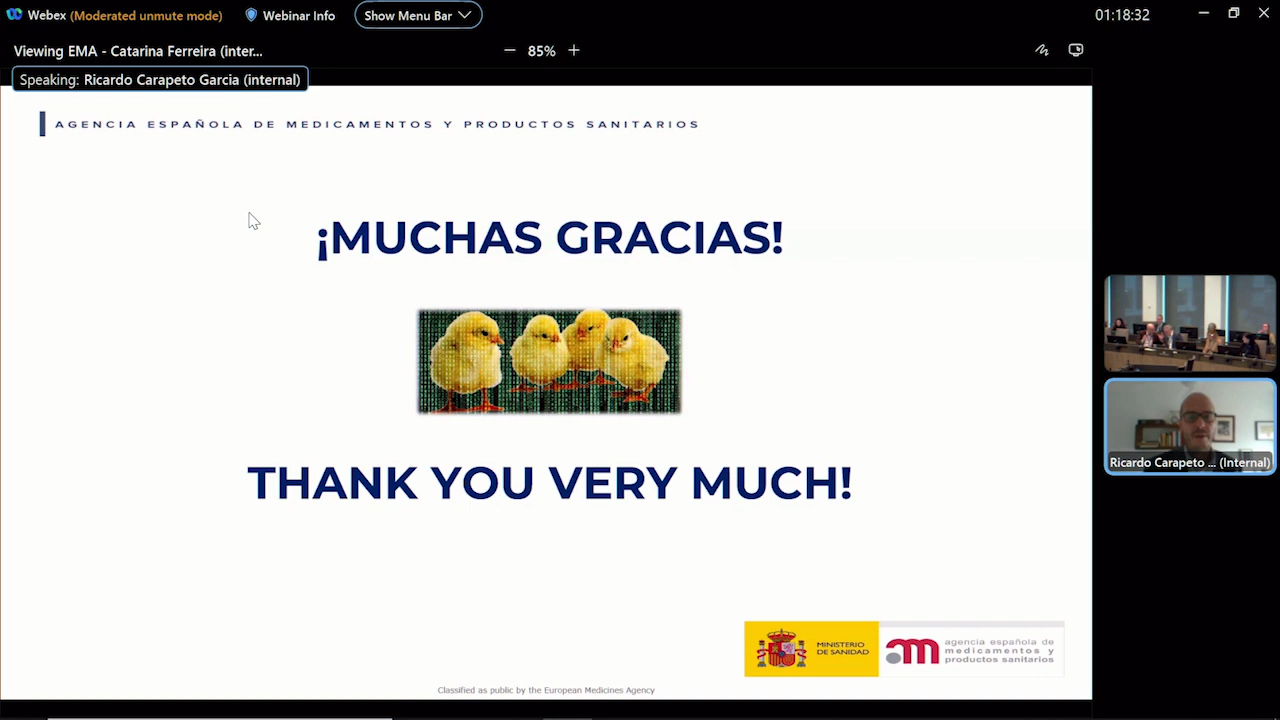 Webex (Moderated unmute mode) Webinar Info Show Menu Bar 01:18:32
Viewing EMA - Catarina Ferreira (inter... 85%
Speaking: Ricardo Carapeto Garcia (internal)
AGENCIA ESPAÑOLA DE MEDICAMENTOS Y PRODUCTOS SANITARIOS
¡MUCHAS GRACIAS!
THANK YOU VERY MUCH!
Ricardo Carapeto ... (Internal)
MINISTERIO
DE SANIDAD
am
agencia española de
medicamentos y
productos sanitarios
Classified as public by the European Medicines Agency